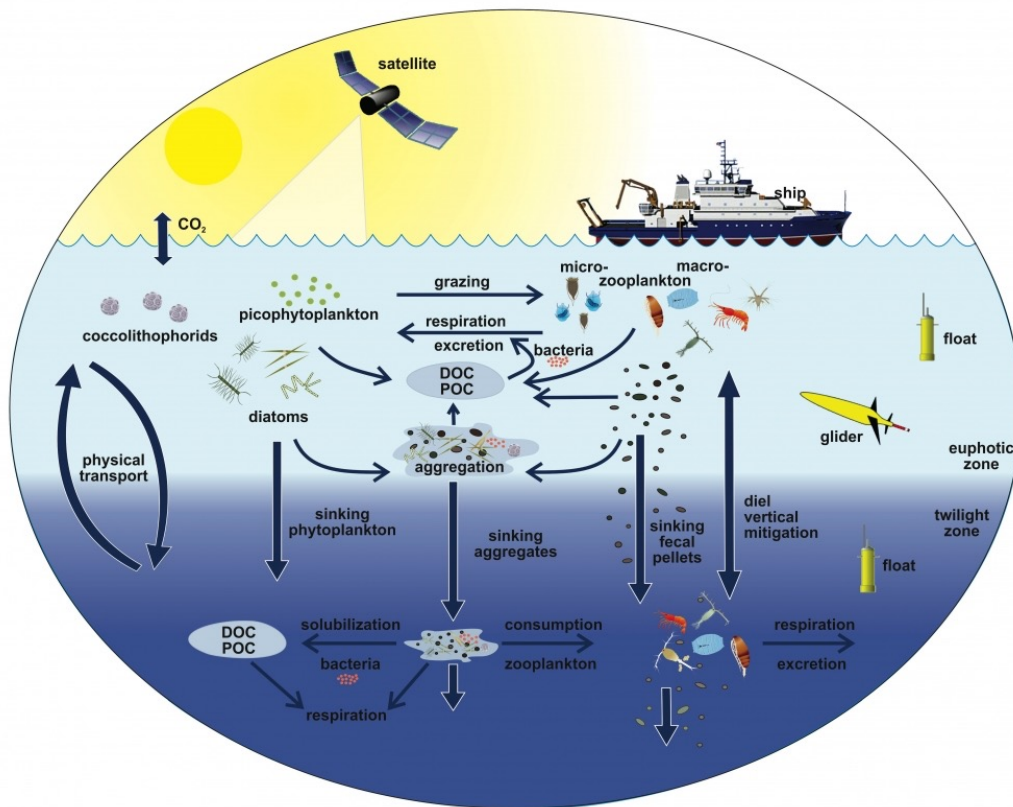 satellite
ship
CO₂
micro-
macro-
zooplankton
grazing
picophytoplankton
coccolithophorids
respiration
excretion
bacteria
float
DOC
POC
diatoms
glider
aggregation
euphotic
zone
physical
transport
sinking
phytoplankton
sinking
aggregates
sinking
fecal
pellets
diel
vertical
mitigation
twilight
zone
float
DOC
POC
solubilization
bacteria
respiration
consumption
zooplankton
respiration
excretion